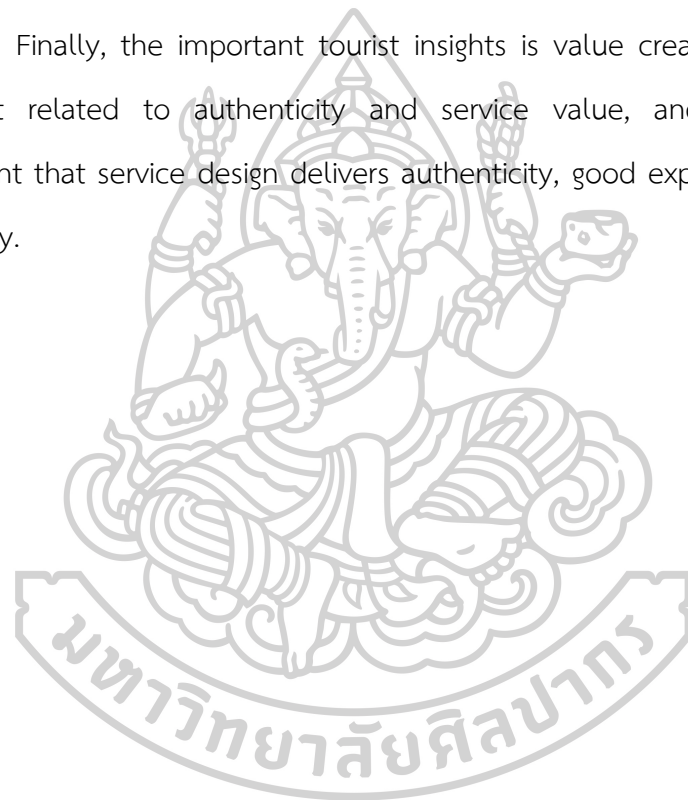 Finally, the important tourist insights is value crea
t related to authenticity and service value, and
nt that service design delivers authenticity, good exp
y.
มหาวิทยาลัยศิลปากร